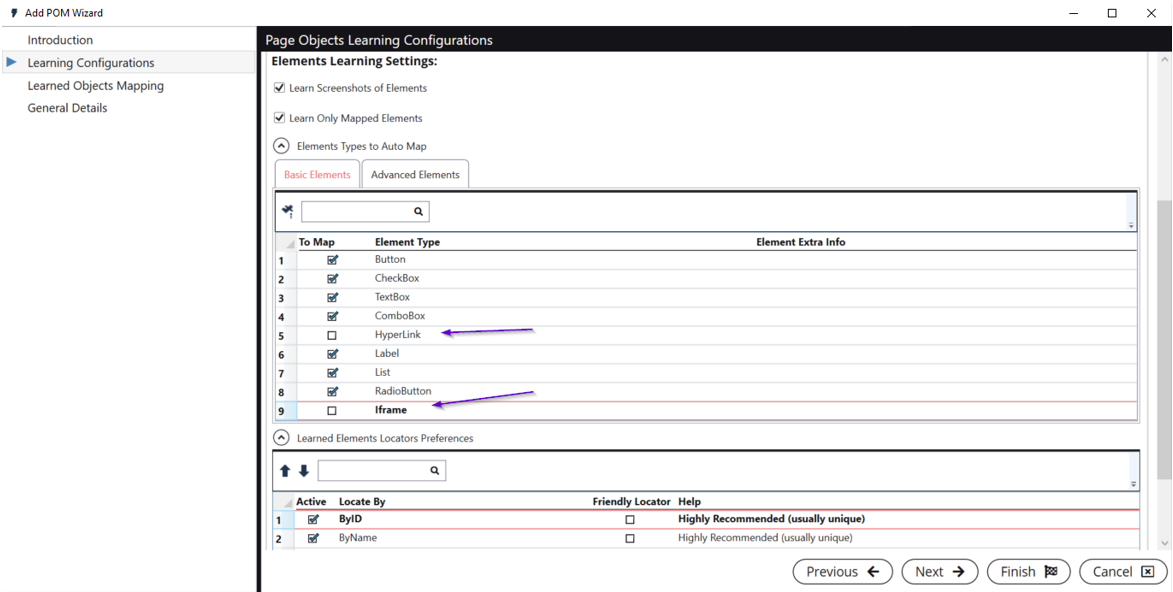 Add POM Wizard
Introduction
Learning Configurations
Learned Objects Mapping
General Details
Page Objects Learning Configurations
Elements Learning Settings:
Learn Screenshots of Elements
Learn Only Mapped Elements
Elements Types to Auto Map
Basic Elements Advanced Elements
To Map Element Type Element Extra Info
1 Button
2 CheckBox
3 TextBox
4 ComboBox
5 HyperLink
6 Label
7 List
8 RadioButton
9 Iframe
Learned Elements Locators Preferences
Active Locate By Friendly Locator Help
1 ByID Highly Recommended (usually unique)
2 ByName Highly Recommended (usually unique)
Previous Next Finish Cancel